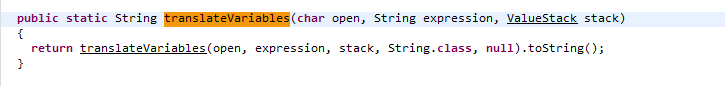 public static String translateVariables(char open, String expression, ValueStack stack)
{
return translateVariables(open, expression, stack, String.class, null).toString();
}